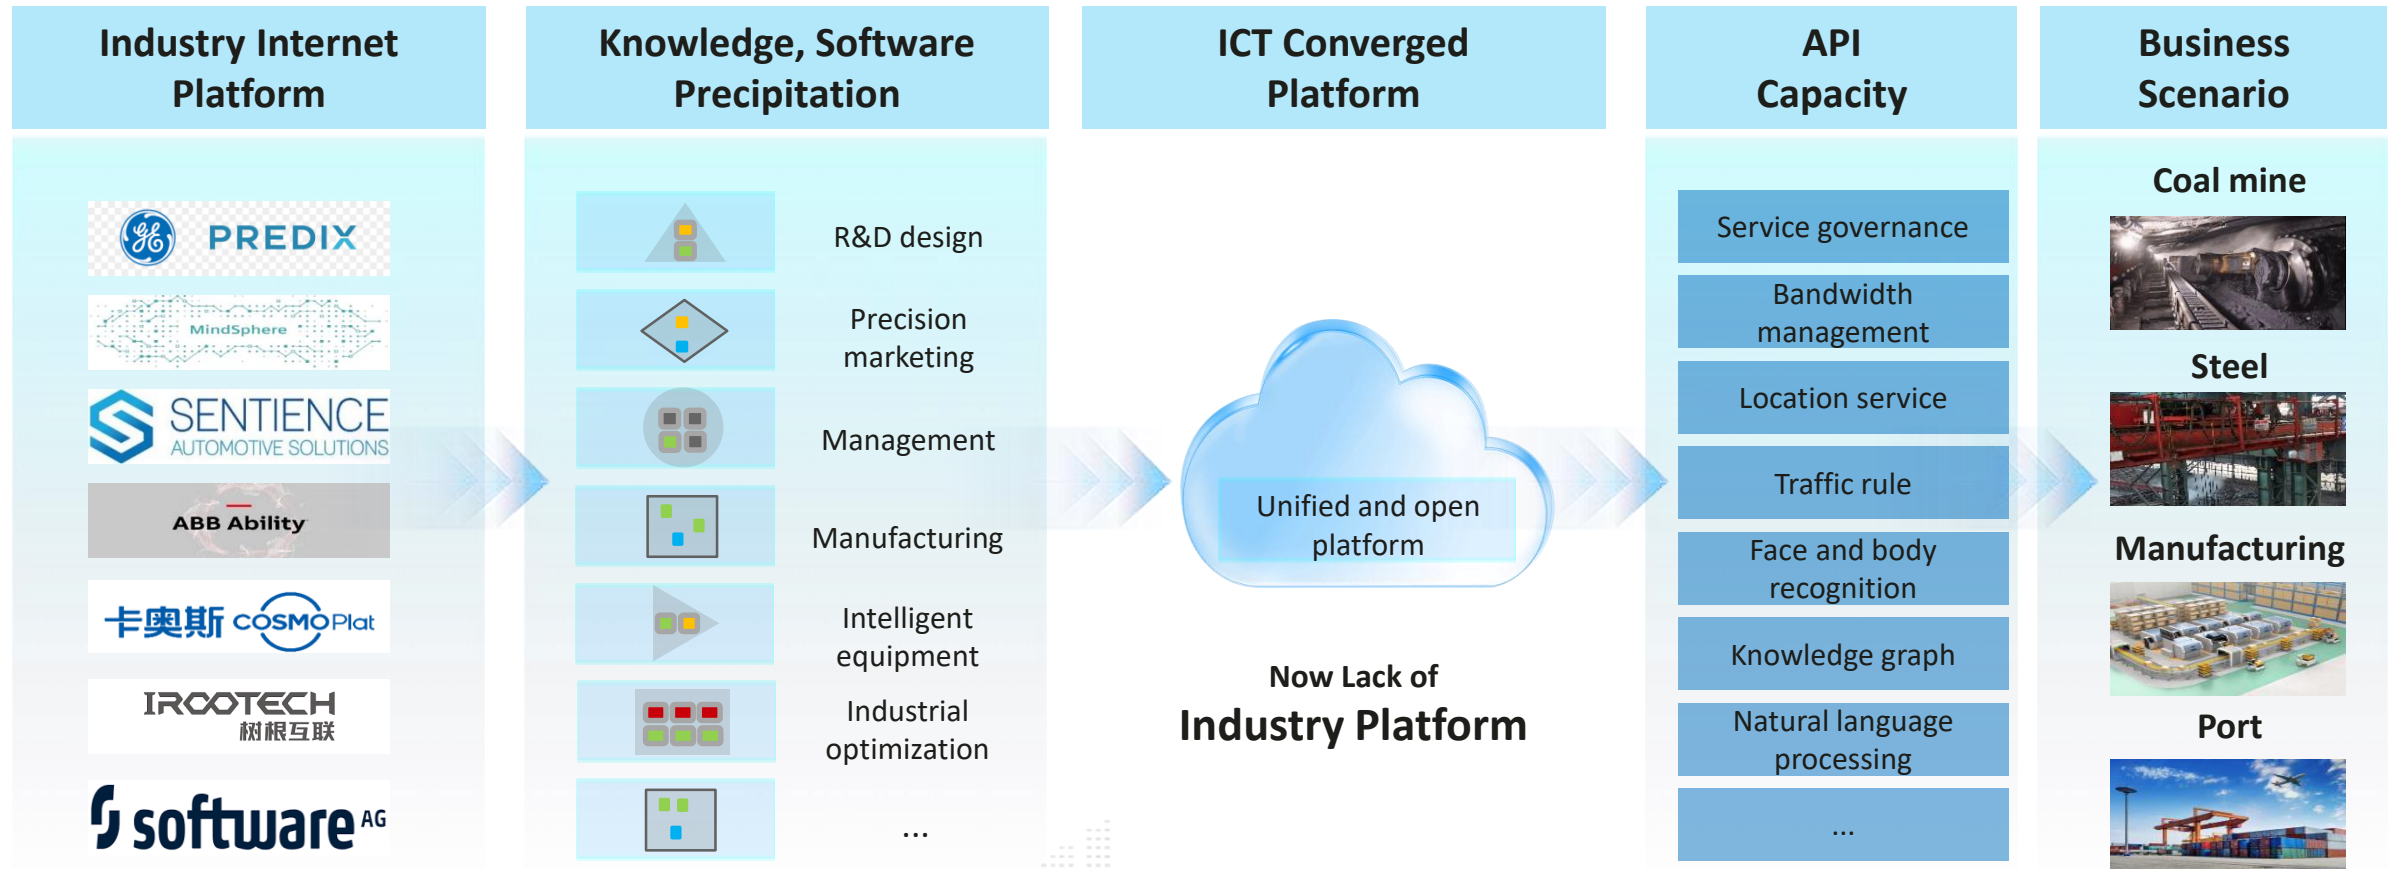 Industry Internet
Platform
Knowledge, Software
Precipitation
ICT Converged
Platform
API
Capacity
Business
Scenario
GE
PREDIX
MindSphere
SENTIENCE
AUTOMOTIVE SOLUTIONS
ABB Ability
卡奥斯 COSMOPlat
IROOTECH
树根互联
software AG
R&D design
Precision
marketing
Management
Manufacturing
Intelligent
equipment
Industrial
optimization
...
Unified and open
platform
Now Lack of
Industry Platform
Service governance
Bandwidth
management
Location service
Traffic rule
Face and body
recognition
Knowledge graph
Natural language
processing
...
Coal mine
Steel
Manufacturing
Port